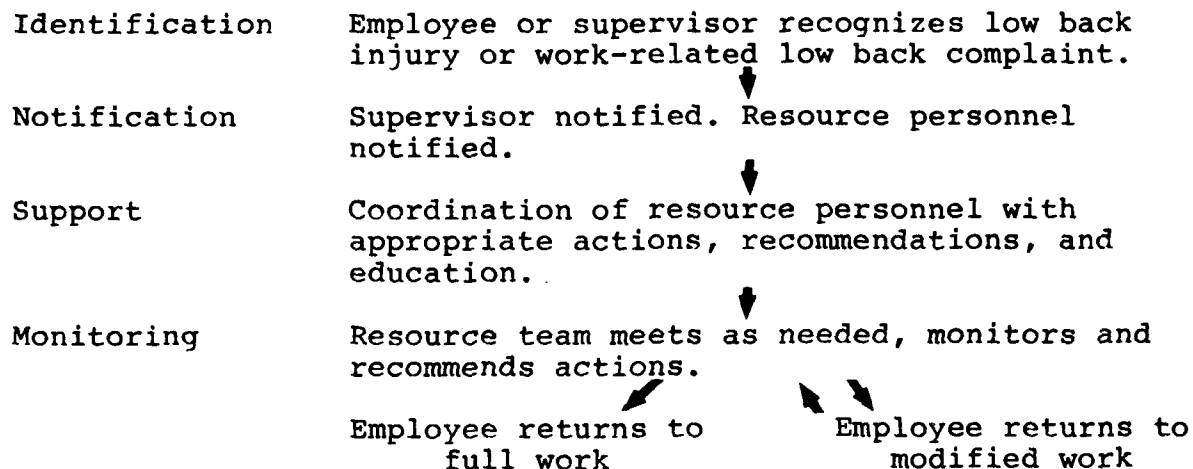 Identification Employee or supervisor recognizes low back
injury or work-related low back complaint.
Notification Supervisor notified. Resource personnel
notified.
Support Coordination of resource personnel with
appropriate actions, recommendations, and
education.
Monitoring Resource team meets as needed, monitors and
recommends actions.
Employee returns to Employee returns to
full work modified work